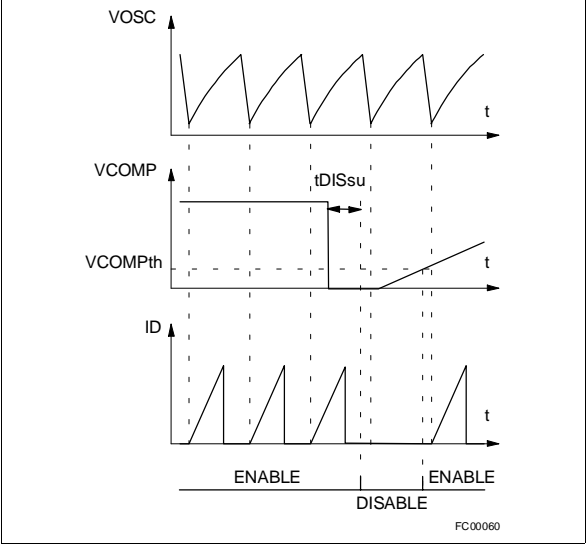 VOSC
t
VCOMP
tDISsu
VCOMPth
t
ID
t
ENABLE
ENABLE
DISABLE
FC00060